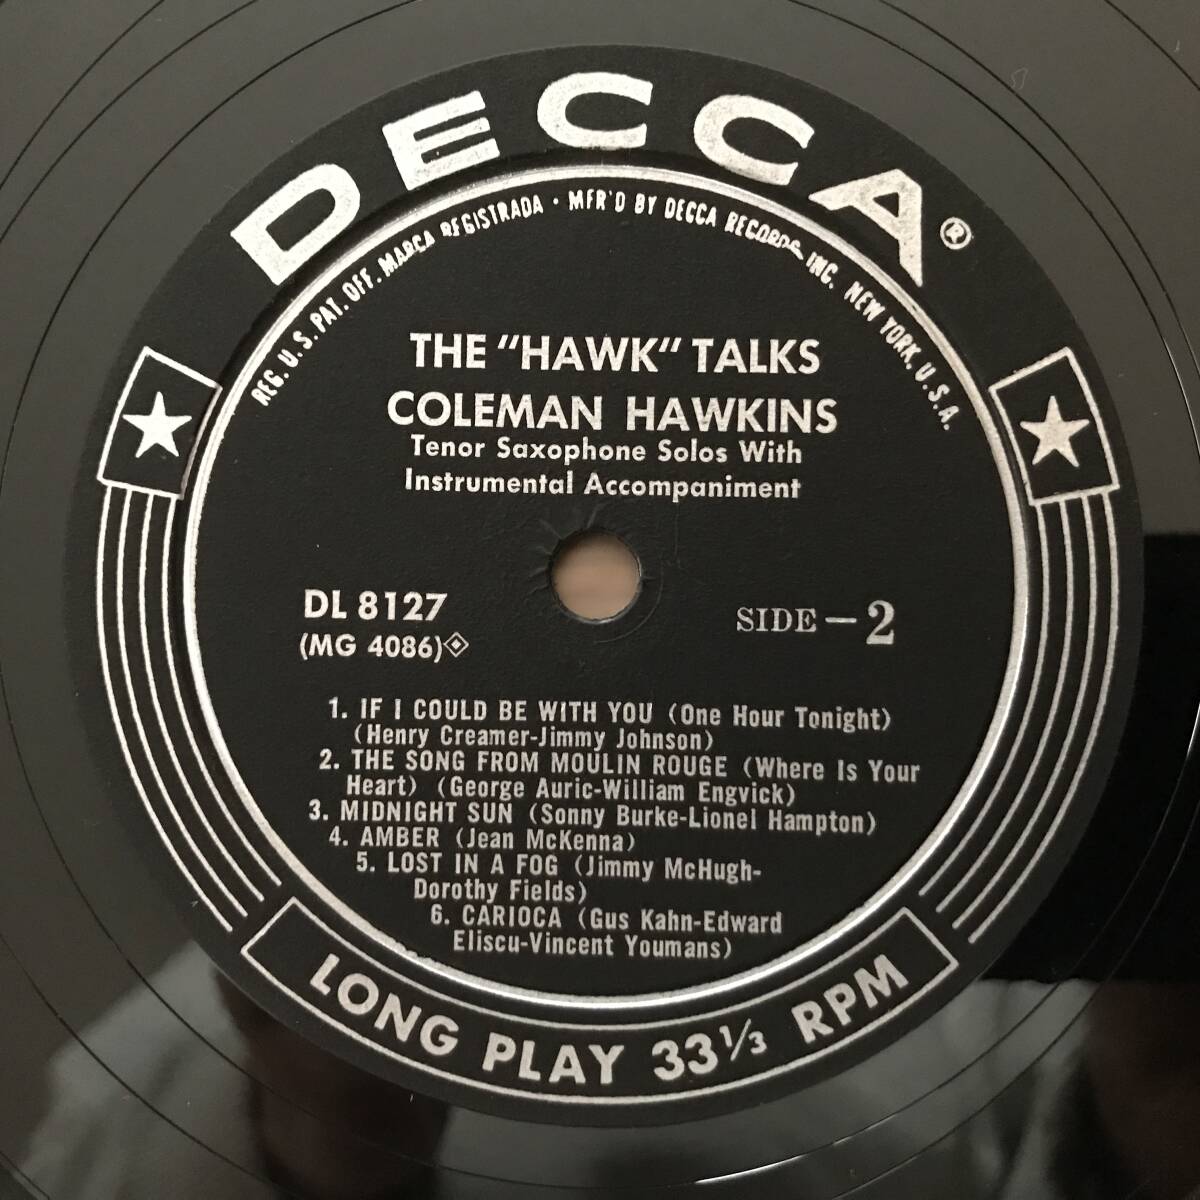 DECCA®
REG. U.S. PAT. OFF. MARCA REGISTRADA • MFR'D BY DECCA RECORDS, INC. NEW YORK, U.S.A.
THE "HAWK" TALKS
COLEMAN HAWKINS
Tenor Saxophone Solos With
Instrumental Accompaniment
DL 8127
(MG 4086)
SIDE — 2
1. IF I COULD BE WITH YOU (One Hour Tonight)
(Henry Creamer-Jimmy Johnson)
2. THE SONG FROM MOULIN ROUGE (Where Is Your
Heart) (George Auric-William Engvick)
3. MIDNIGHT SUN (Sonny Burke-Lionel Hampton)
4. AMBER (Jean McKenna)
5. LOST IN A FOG (Jimmy McHugh-
Dorothy Fields)
6. CARIOCA (Gus Kahn-Edward
Eliscu-Vincent Youmans)
LONG PLAY 33 1/3 RPM